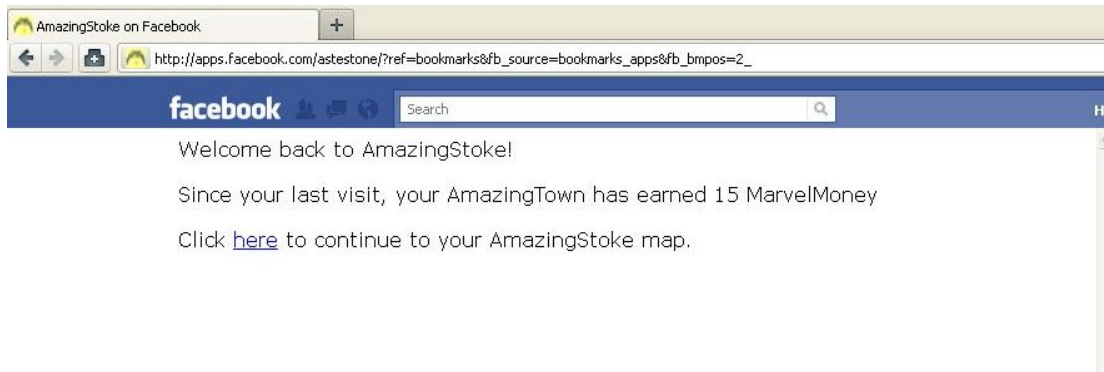 AmazingStoke on Facebook
http://apps.facebook.com/astestone/?ref=bookmarks&fb_source=bookmarks_apps&fb_bmpos=2_
facebook Search H
Welcome back to AmazingStoke!
Since your last visit, your AmazingTown has earned 15 MarvelMoney
Click here to continue to your AmazingStoke map.